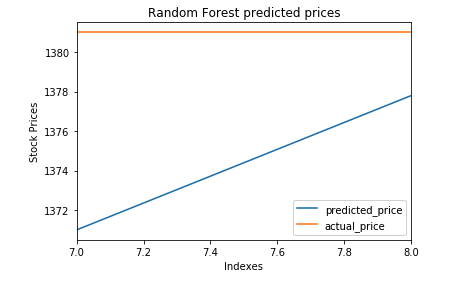 Random Forest predicted prices
Stock Prices
1380
1378
1376
1374
1372
7.0 7.2 7.4 7.6 7.8 8.0
Indexes
predicted_price
actual_price